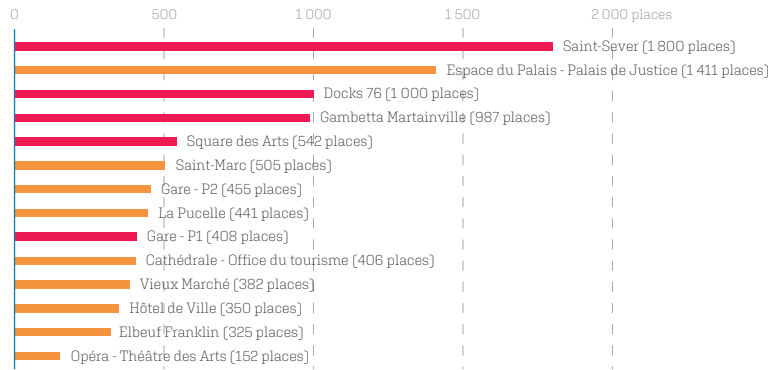 0 500 1 000 1 500 2 000 places
Saint-Sever (1 800 places)
Espace du Palais - Palais de Justice (1 411 places)
Docks 76 (1 000 places)
Gambetta Martainville (987 places)
Square des Arts (542 places)
Saint-Marc (505 places)
Gare - P2 (455 places)
La Pucelle (441 places)
Gare - P1 (408 places)
Cathédrale - Office du tourisme (406 places)
Vieux Marché (382 places)
Hôtel de Ville (350 places)
Elbeuf Franklin (325 places)
Opéra - Théâtre des Arts (152 places)